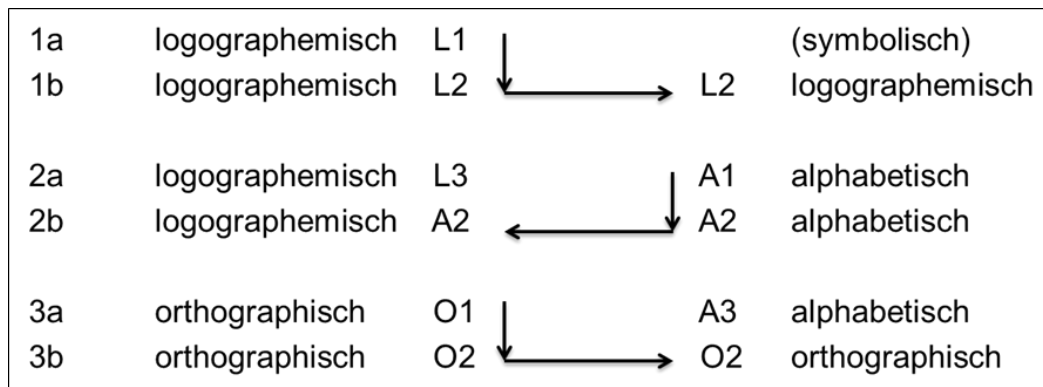 1a logographemisch L1 (symbolisch)
1b logographemisch L2 L2 logographemisch
2a logographemisch L3 A1 alphabetisch
2b logographemisch A2 A2 alphabetisch
3a orthographisch O1 A3 alphabetisch
3b orthographisch O2 O2 orthographisch